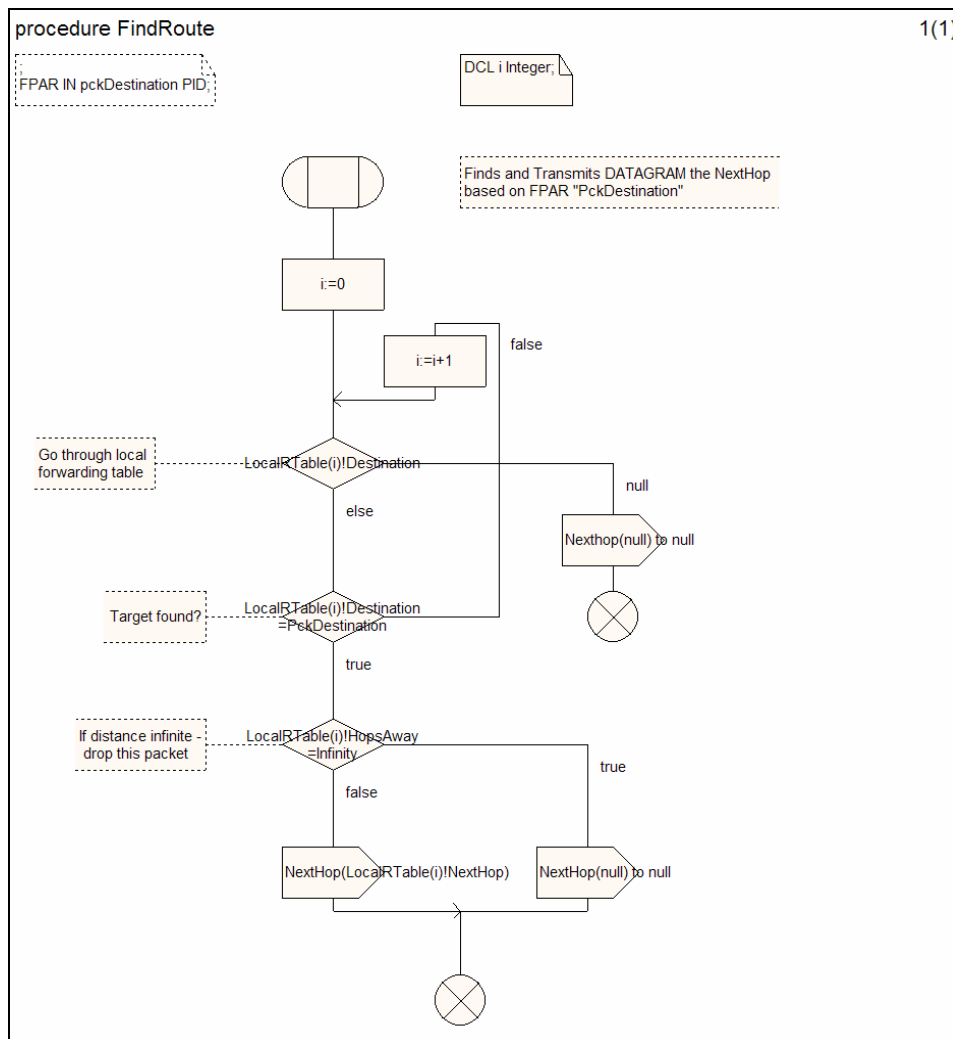 procedure FindRoute
1(1)
;
FPAR IN pckDestination PID;
DCL i Integer;
Finds and Transmits DATAGRAM the NextHop
based on FPAR "PckDestination"
i:=0
i:=i+1
false
Go through local
forwarding table
LocalRTable(i)!Destination
null
else
Nexthop(null) to null
Target found?
LocalRTable(i)!Destination
=PckDestination
true
If distance infinite -
drop this packet
LocalRTable(i)!HopsAway
=Infinity
true
false
NextHop(LocalRTable(i)!NextHop)
NextHop(null) to null